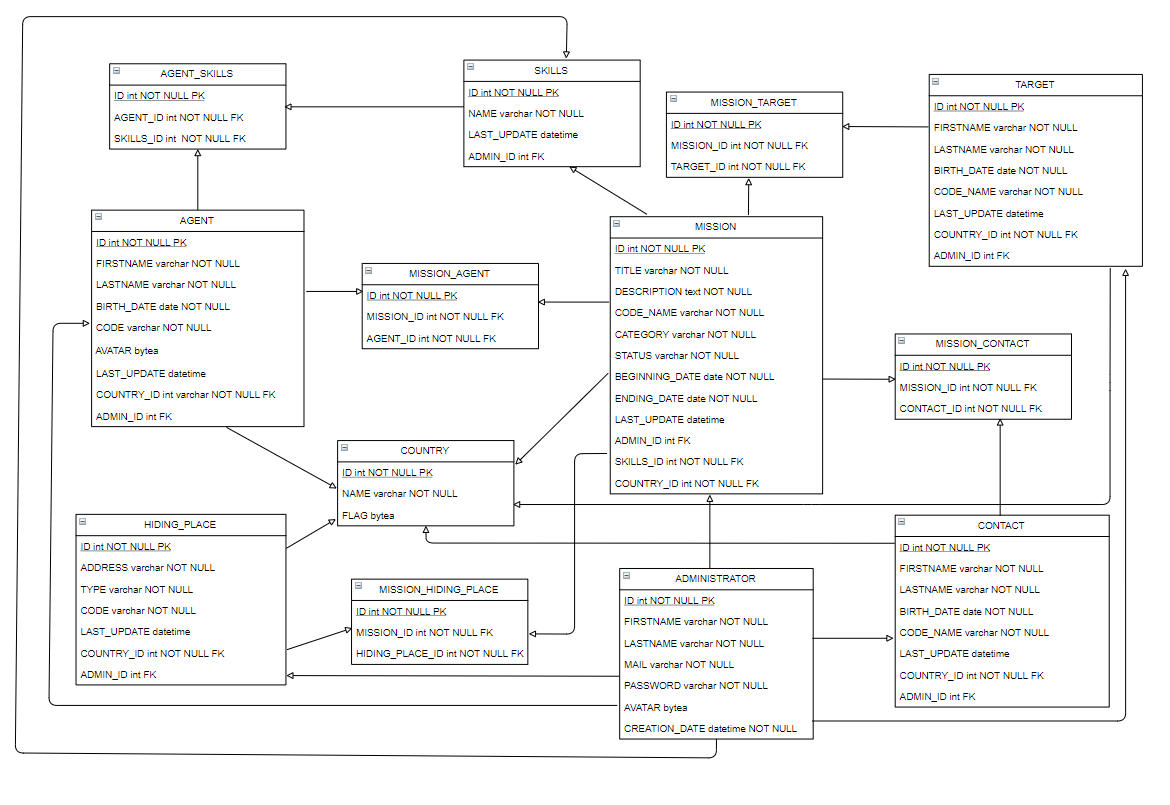 AGENT_SKILLS
ID int NOT NULL PK
AGENT_ID int NOT NULL FK
SKILLS_ID int  NOT NULL FK
SKILLS
ID int NOT NULL PK
NAME varchar NOT NULL
LAST_UPDATE datetime
ADMIN_ID int FK
MISSION_TARGET
ID int NOT NULL PK
MISSION_ID int NOT NULL FK
TARGET_ID int NOT NULL FK
TARGET
ID int NOT NULL PK
FIRSTNAME varchar NOT NULL
LASTNAME varchar NOT NULL
BIRTH_DATE date NOT NULL
CODE_NAME varchar NOT NULL
LAST_UPDATE datetime
COUNTRY_ID int NOT NULL FK
ADMIN_ID int FK
AGENT
ID int NOT NULL PK
FIRSTNAME varchar NOT NULL
LASTNAME varchar NOT NULL
BIRTH_DATE date NOT NULL
CODE varchar NOT NULL
AVATAR bytea
LAST_UPDATE datetime
COUNTRY_ID int varchar NOT NULL FK
ADMIN_ID int FK
MISSION_AGENT
ID int NOT NULL PK
MISSION_ID int NOT NULL FK
AGENT_ID int NOT NULL FK
MISSION
ID int NOT NULL PK
TITLE varchar NOT NULL
DESCRIPTION text NOT NULL
CODE_NAME varchar NOT NULL
CATEGORY varchar NOT NULL
STATUS varchar NOT NULL
BEGINNING_DATE date NOT NULL
ENDING_DATE date NOT NULL
LAST_UPDATE datetime
ADMIN_ID int FK
SKILLS_ID int NOT NULL FK
COUNTRY_ID int NOT NULL FK
MISSION_CONTACT
ID int NOT NULL PK
MISSION_ID int NOT NULL FK
CONTACT_ID int NOT NULL FK
COUNTRY
ID int NOT NULL PK
NAME varchar NOT NULL
FLAG bytea
HIDING_PLACE
ID int NOT NULL PK
ADDRESS varchar NOT NULL
TYPE varchar NOT NULL
CODE varchar NOT NULL
LAST_UPDATE datetime
COUNTRY_ID int NOT NULL FK
ADMIN_ID int FK
MISSION_HIDING_PLACE
ID int NOT NULL PK
MISSION_ID int NOT NULL FK
HIDING_PLACE_ID int NOT NULL FK
ADMINISTRATOR
ID int NOT NULL PK
FIRSTNAME varchar NOT NULL
LASTNAME varchar NOT NULL
MAIL varchar NOT NULL
PASSWORD varchar NOT NULL
AVATAR bytea
CREATION_DATE datetime NOT NULL
CONTACT
ID int NOT NULL PK
FIRSTNAME varchar NOT NULL
LASTNAME varchar NOT NULL
BIRTH_DATE date NOT NULL
CODE_NAME varchar NOT NULL
LAST_UPDATE datetime
COUNTRY_ID int NOT NULL FK
ADMIN_ID int FK